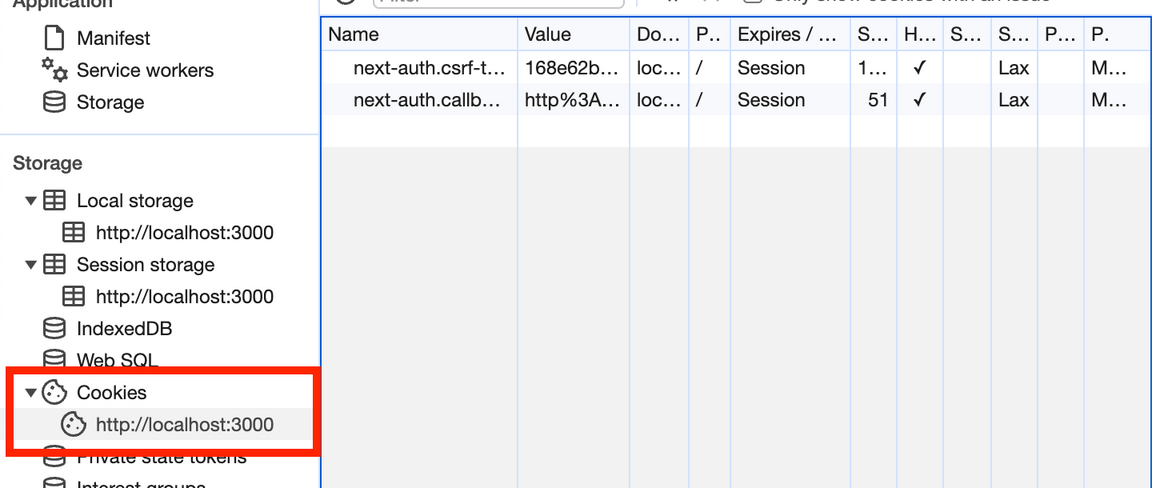 Application
Manifest
Service workers
Storage
Storage
Local storage
http://localhost:3000
Session storage
http://localhost:3000
IndexedDB
Web SQL
Cookies
http://localhost:3000
Private state tokens
Interest groups
Filter
Only show cookies with an issue
Name Value Do... P.. Expires / ... S... H... S... S... P... P.
next-auth.csrf-t... 168e62b... loc... / Session 1... ✓ Lax M...
next-auth.callb... http%3A... loc... / Session 51 ✓ Lax M...